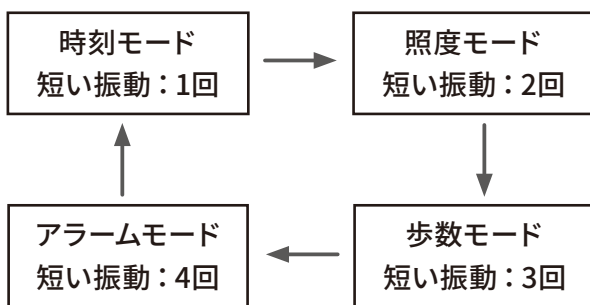 時刻モード
短い振動：1回
照度モード
短い振動：2回
アラームモード
短い振動：4回
歩数モード
短い振動：3回